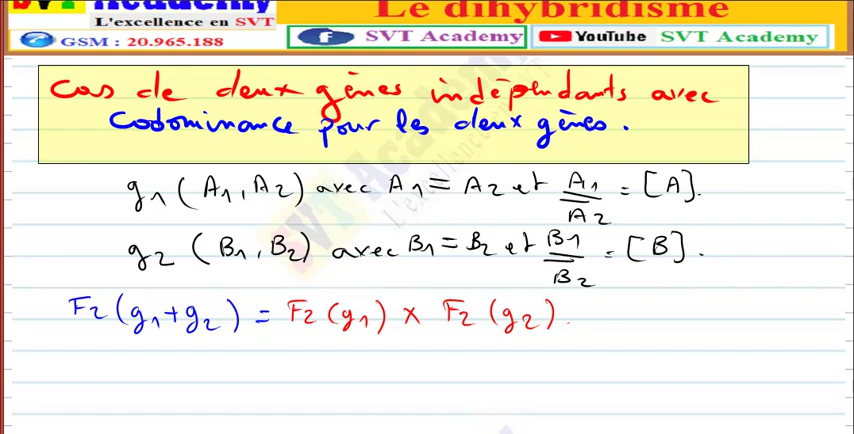 SVT Academy
Le dihybridisme
L'excellence en SVT
GSM : 20.965.188
f SVT Academy
YouTube SVT Academy
Cas de deux gènes indépendants avec
Codominance pour les deux gènes.
g1 (A1, A2) avec A1 = A2 et A1/A2 = [A].
g2 (B1, B2) avec B1 = B2 et B1/B2 = [B].
F2 (g1+g2) = F2 (g1) × F2 (g2).